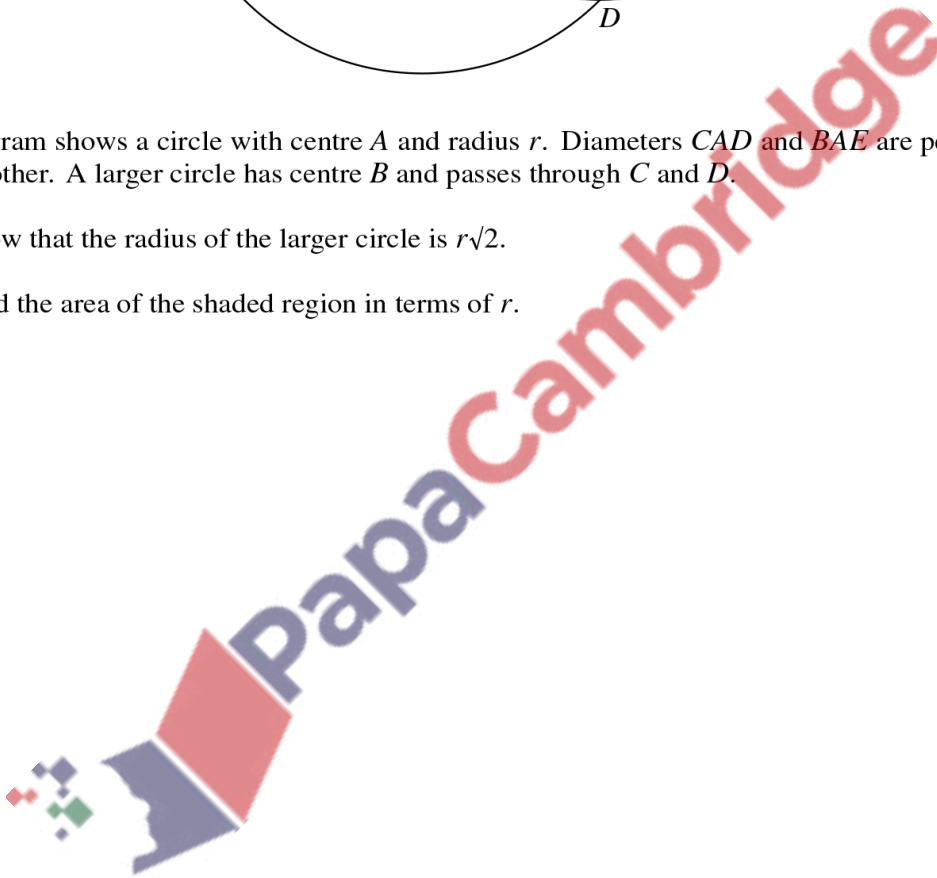 D
ram shows a circle with centre A and radius r. Diameters CAD and BAE are pe
ther. A larger circle has centre B and passes through C and D.
w that the radius of the larger circle is r√2.
d the area of the shaded region in terms of r.
PapaCambridge